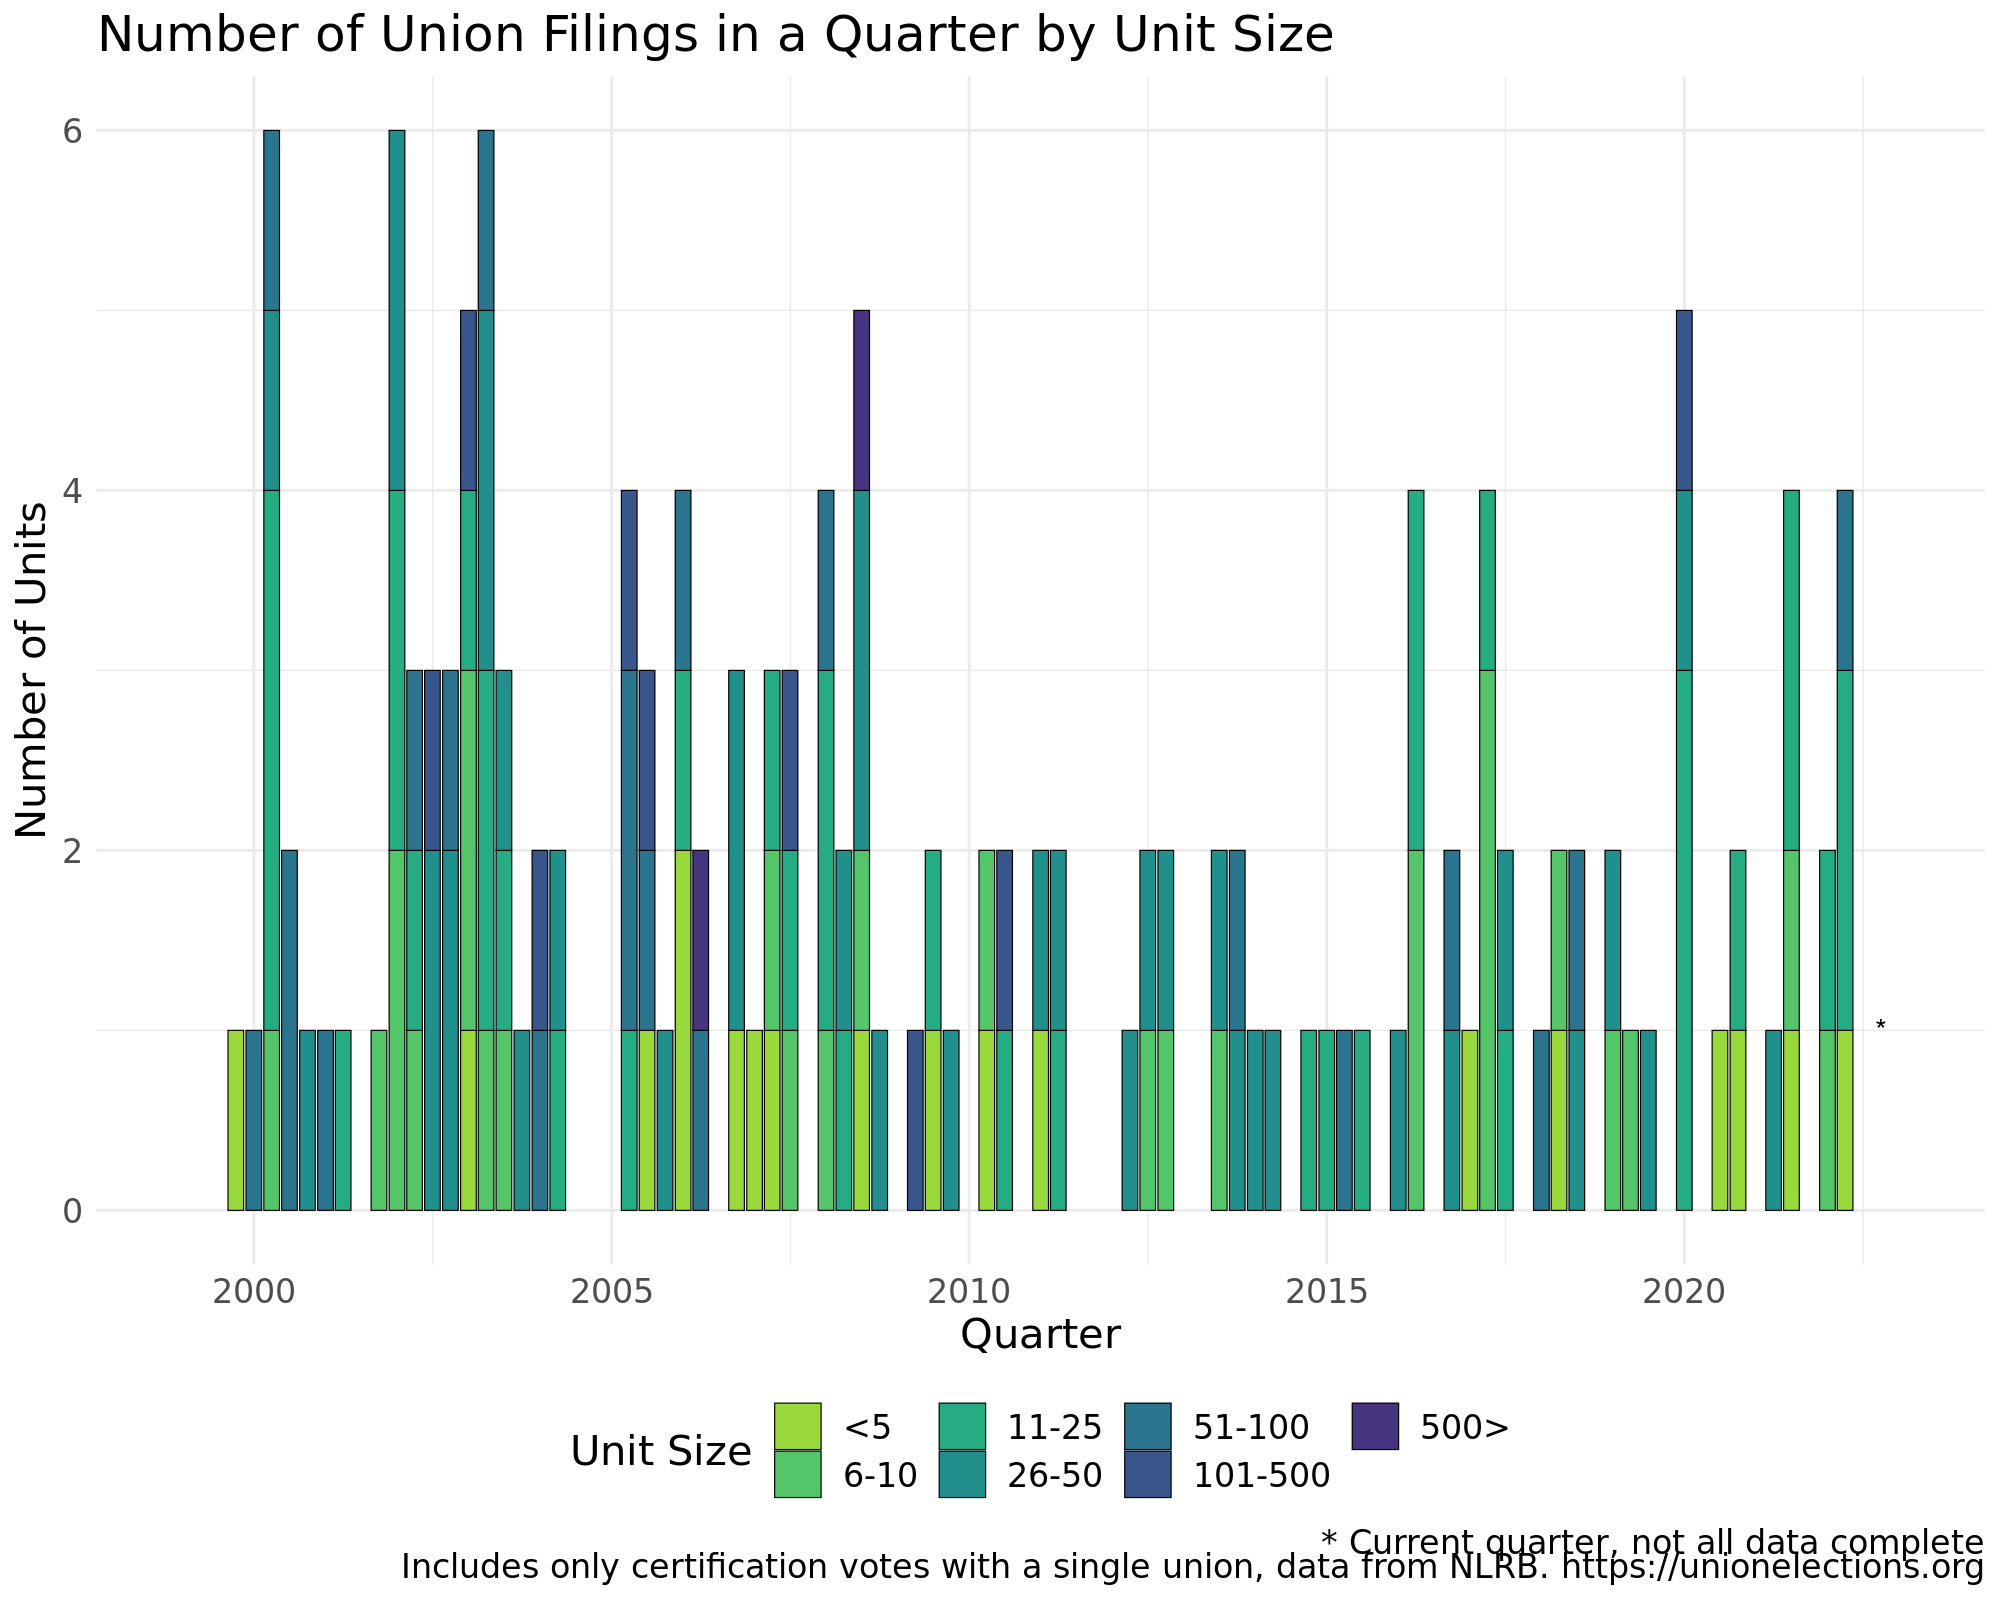 Number of Union Filings in a Quarter by Unit Size
Number of Units
6
4
2
0
*
2000 2005 2010 2015 2020
Quarter
Unit Size
<5 11-25 51-100 500>
6-10 26-50 101-500
* Current quarter, not all data complete
Includes only certification votes with a single union, data from NLRB. https://unionelections.org